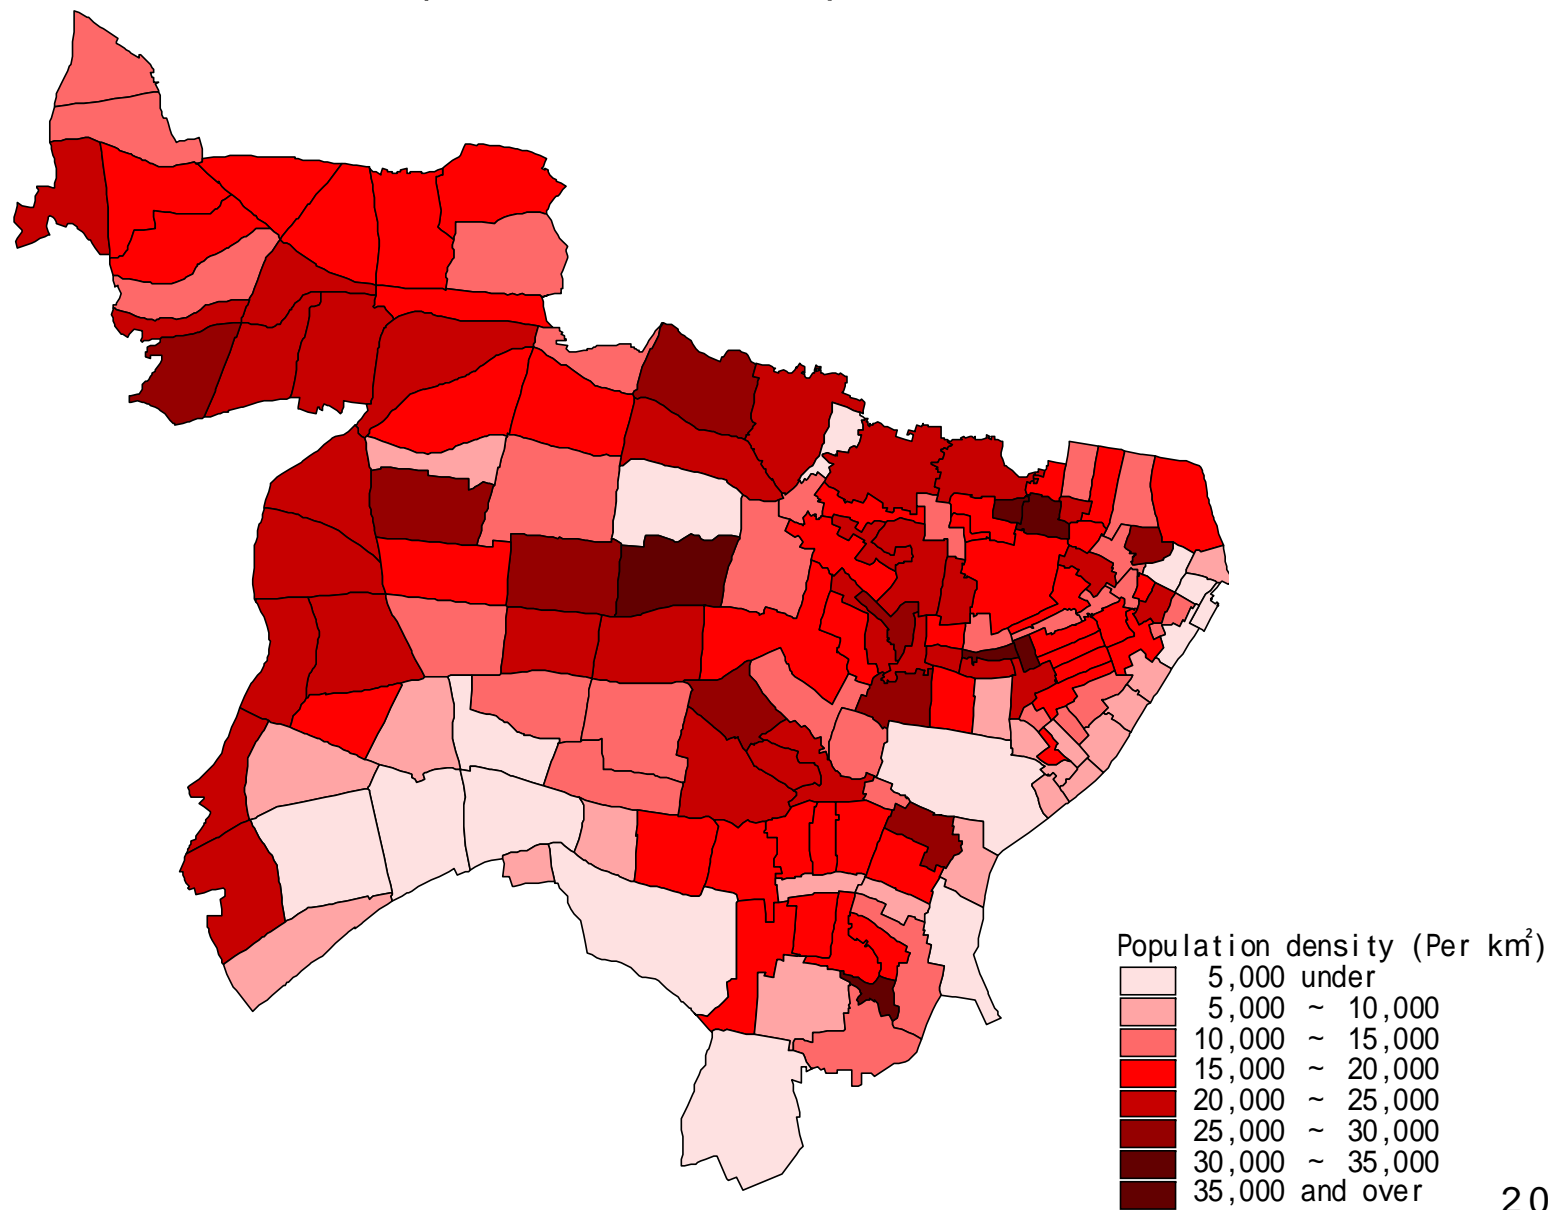 Population density (Per km²)
5,000 under
5,000 ~ 10,000
10,000 ~ 15,000
15,000 ~ 20,000
20,000 ~ 25,000
25,000 ~ 30,000
30,000 ~ 35,000
35,000 and over
20